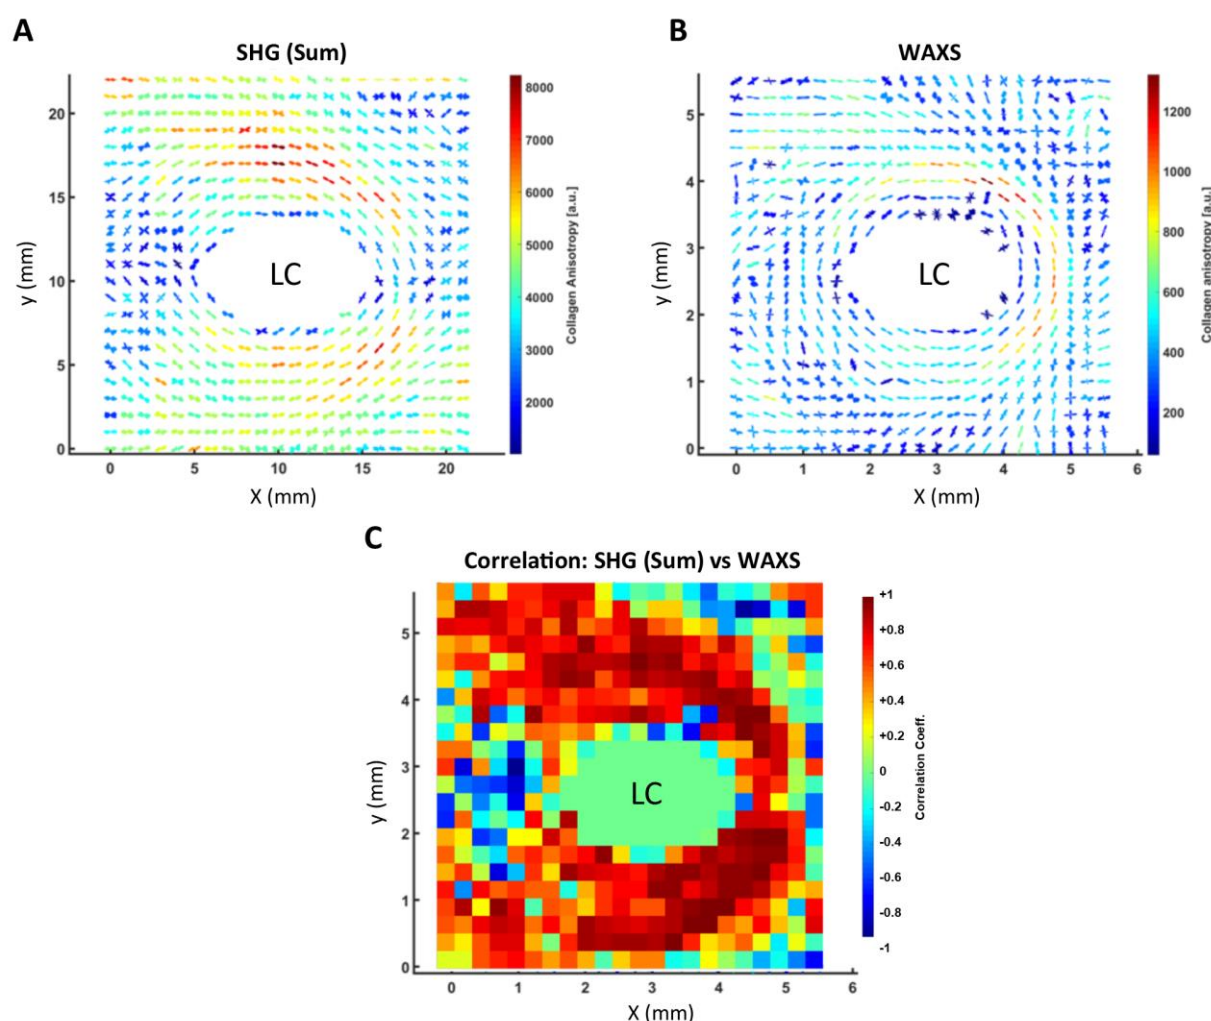 A
SHG (Sum)
20
15
10
5
0
y (mm)
LC
0 5 10 15 20
X (mm)
8000
7000
6000
5000
4000
3000
2000
Collagen Anisotropy [a.u.]
B
WAXS
5
4
3
2
1
0
y (mm)
LC
0 1 2 3 4 5 6
X (mm)
1200
1000
800
600
400
200
Collagen anisotropy [a.u.]
C
Correlation: SHG (Sum) vs WAXS
5
4
3
2
1
0
y (mm)
LC
0 1 2 3 4 5 6
X (mm)
+1
+0.8
+0.6
+0.4
+0.2
0
-0.2
-0.4
-0.6
-0.8
-1
Correlation Coeff.